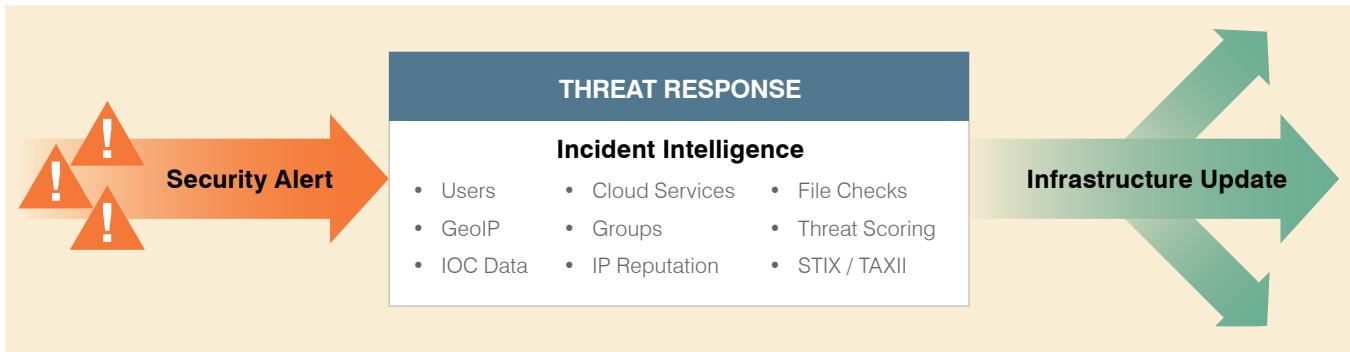 THREAT RESPONSE
! Incident Intelligence
! Security Alert
• Users • Cloud Services • File Checks
Infrastructure Update
! • GeoIP • Groups • Threat Scoring
• IOC Data • IP Reputation • STIX / TAXII